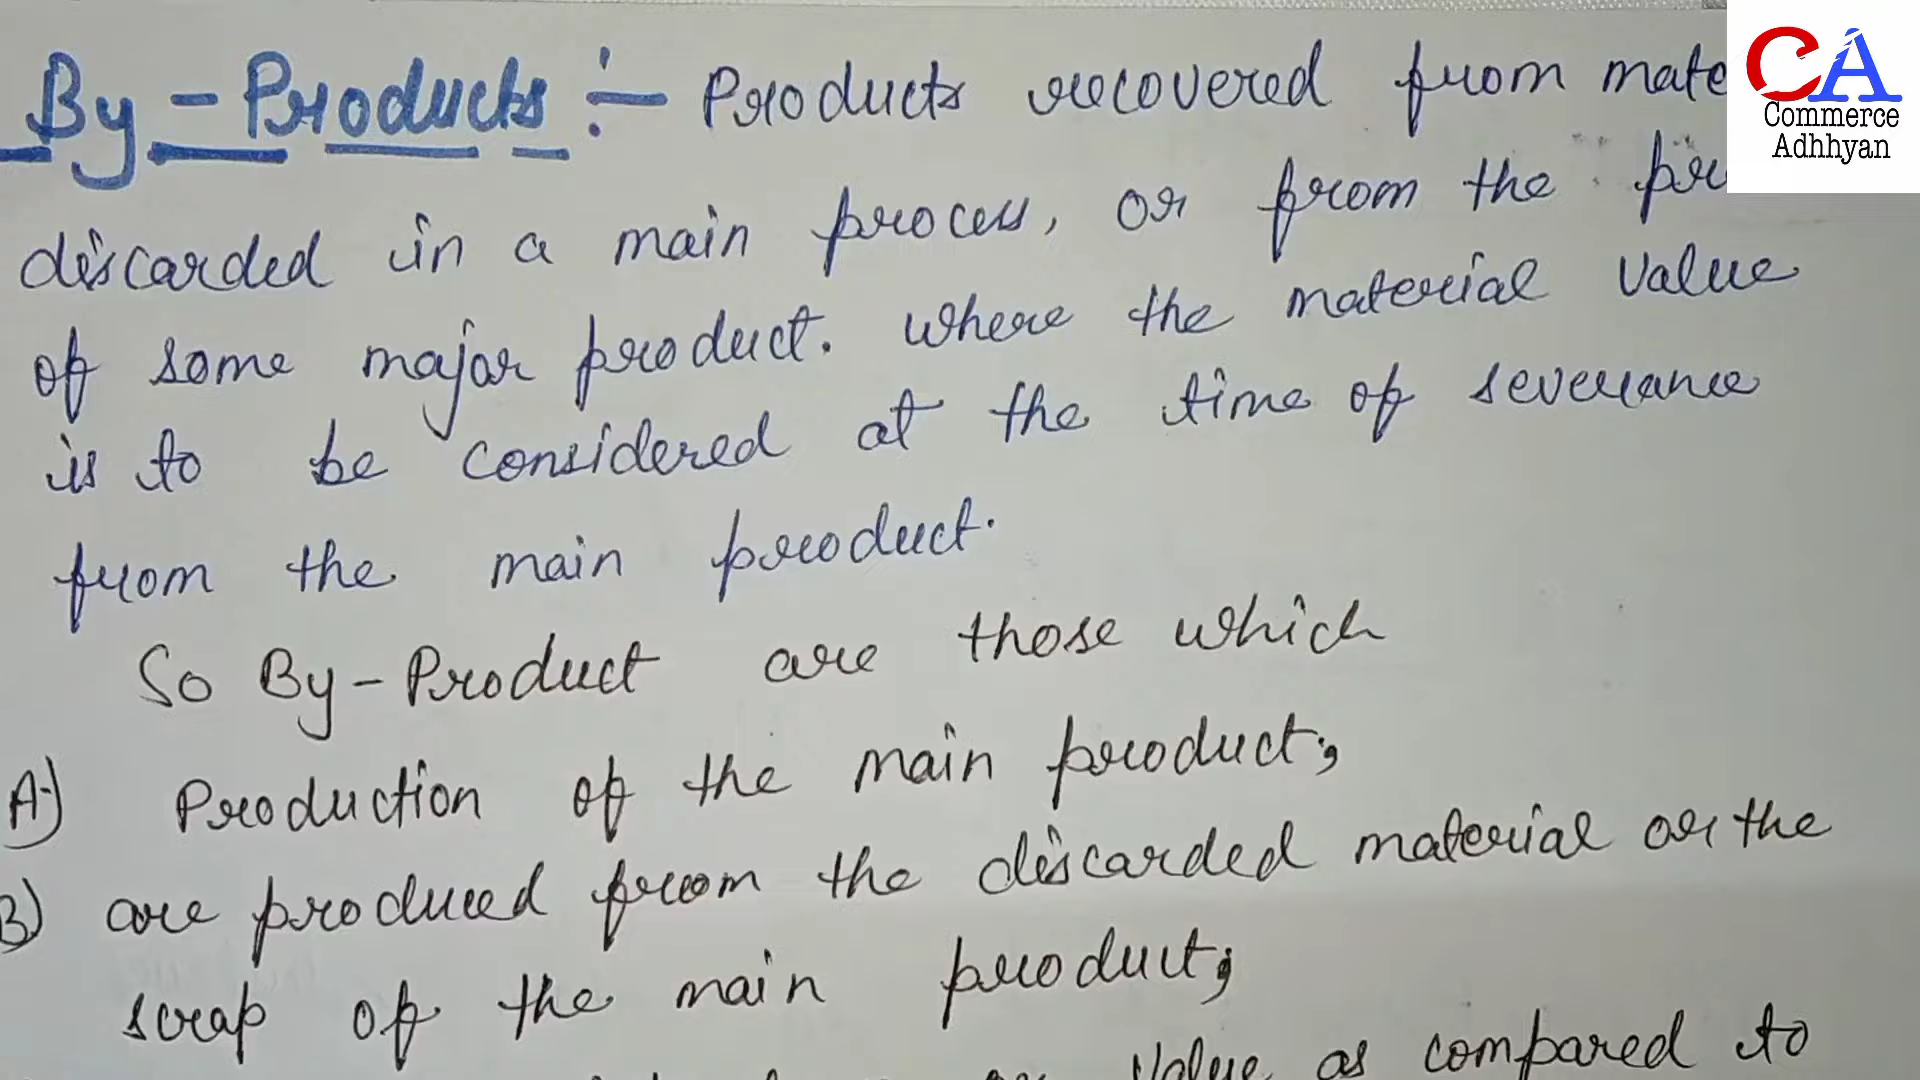 By-Products :- Products recovered from mate
discarded in a main process, or from the pr
of some major product. where the material value
is to be considered at the time of severance
from the main product.
So By-Product are those which
A) Production of the main product;
B) are produced from the discarded material or the
scrap of the main product;
value as compared to
CA
Commerce
Adhhyan